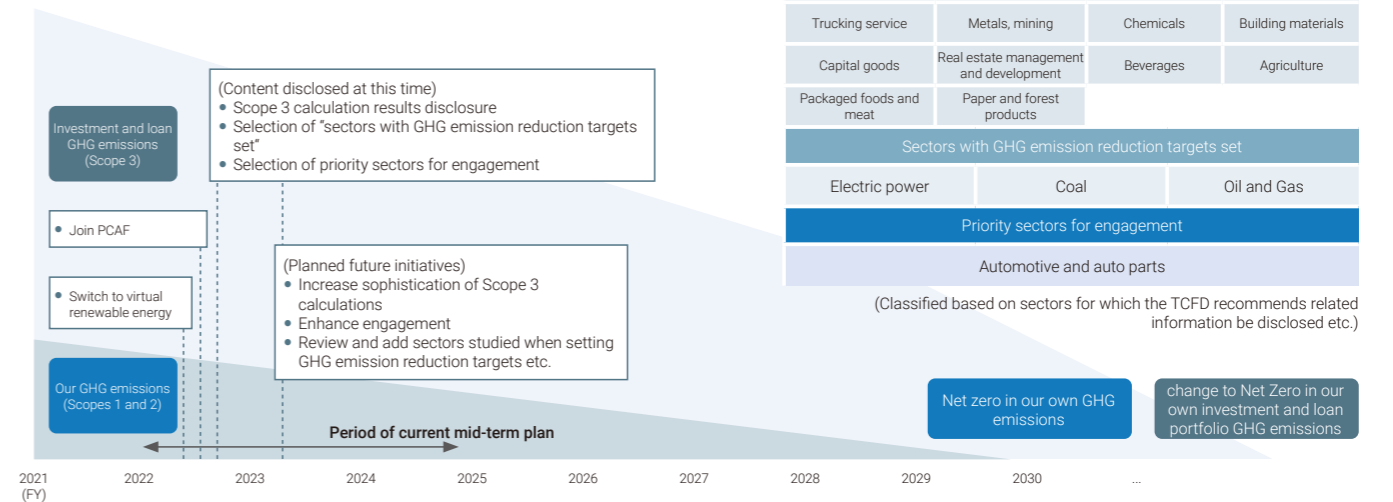 Trucking service
Metals, mining
Chemicals
Building materials
Capital goods
Real estate management
and development
Beverages
Agriculture
Packaged foods and
meat
Paper and forest
products
Sectors with GHG emission reduction targets set
Electric power
Coal
Oil and Gas
Priority sectors for engagement
Automotive and auto parts
(Classified based on sectors for which the TCFD recommends related
information be disclosed etc.)
Investment and loan
GHG emissions
(Scope 3)
(Content disclosed at this time)
• Scope 3 calculation results disclosure
• Selection of "sectors with GHG emission reduction targets
set"
• Selection of priority sectors for engagement
• Join PCAF
• Switch to virtual
renewable energy
(Planned future initiatives)
• Increase sophistication of Scope 3
calculations
• Enhance engagement
• Review and add sectors studied when setting
GHG emission reduction targets etc.
Our GHG emissions
(Scopes 1 and 2)
Period of current mid-term plan
Net zero in our own GHG
emissions
change to Net Zero in our
own investment and loan
portfolio GHG emissions
2021
(FY)
2022
2023
2024
2025
2026
2027
2028
2029
2030
...